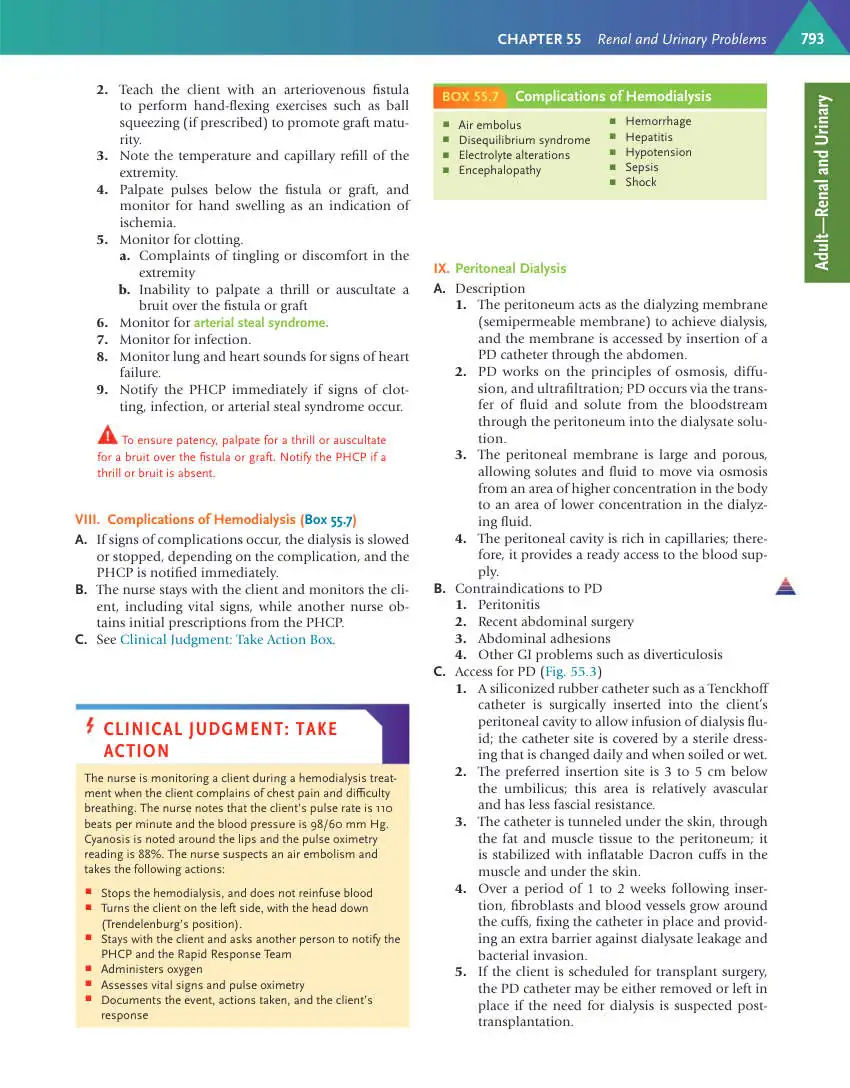 CHAPTER 55 Renal and Urinary Problems 793
2. Teach the client with an arteriovenous fistula
to perform hand-flexing exercises such as ball
squeezing (if prescribed) to promote graft matu-
rity.
3. Note the temperature and capillary refill of the
extremity.
4. Palpate pulses below the fistula or graft, and
monitor for hand swelling as an indication of
ischemia.
5. Monitor for clotting.
a. Complaints of tingling or discomfort in the
extremity
b. Inability to palpate a thrill or auscultate a
bruit over the fistula or graft
6. Monitor for arterial steal syndrome.
7. Monitor for infection.
8. Monitor lung and heart sounds for signs of heart
failure.
9. Notify the PHCP immediately if signs of clot-
ting, infection, or arterial steal syndrome occur.
To ensure patency, palpate for a thrill or auscultate
for a bruit over the fistula or graft. Notify the PHCP if a
thrill or bruit is absent.
VIII. Complications of Hemodialysis (Box 55.7)
A. If signs of complications occur, the dialysis is slowed
or stopped, depending on the complication, and the
PHCP is notified immediately.
B. The nurse stays with the client and monitors the cli-
ent, including vital signs, while another nurse ob-
tains initial prescriptions from the PHCP.
C. See Clinical Judgment: Take Action Box.
CLINICAL JUDGMENT: TAKE
ACTION
The nurse is monitoring a client during a hemodialysis treat-
ment when the client complains of chest pain and difficulty
breathing. The nurse notes that the client's pulse rate is 110
beats per minute and the blood pressure is 98/60 mm Hg.
Cyanosis is noted around the lips and the pulse oximetry
reading is 88%. The nurse suspects an air embolism and
takes the following actions:
■ Stops the hemodialysis, and does not reinfuse blood
■ Turns the client on the left side, with the head down
(Trendelenburg's position).
■ Stays with the client and asks another person to notify the
PHCP and the Rapid Response Team
■ Administers oxygen
■ Assesses vital signs and pulse oximetry
■ Documents the event, actions taken, and the client's
response
BOX 55.7 Complications of Hemodialysis
■ Air embolus
■ Disequilibrium syndrome
■ Electrolyte alterations
■ Encephalopathy
■ Hemorrhage
■ Hepatitis
■ Hypotension
■ Sepsis
■ Shock
IX. Peritoneal Dialysis
A. Description
1. The peritoneum acts as the dialyzing membrane
(semipermeable membrane) to achieve dialysis,
and the membrane is accessed by insertion of a
PD catheter through the abdomen.
2. PD works on the principles of osmosis, diffu-
sion, and ultrafiltration; PD occurs via the trans-
fer of fluid and solute from the bloodstream
through the peritoneum into the dialysate solu-
tion.
3. The peritoneal membrane is large and porous,
allowing solutes and fluid to move via osmosis
from an area of higher concentration in the body
to an area of lower concentration in the dialyz-
ing fluid.
4. The peritoneal cavity is rich in capillaries; there-
fore, it provides a ready access to the blood sup-
ply.
B. Contraindications to PD
1. Peritonitis
2. Recent abdominal surgery
3. Abdominal adhesions
4. Other GI problems such as diverticulosis
C. Access for PD (Fig. 55.3)
1. A siliconized rubber catheter such as a Tenckhoff
catheter is surgically inserted into the client's
peritoneal cavity to allow infusion of dialysis flu-
id; the catheter site is covered by a sterile dress-
ing that is changed daily and when soiled or wet.
2. The preferred insertion site is 3 to 5 cm below
the umbilicus; this area is relatively avascular
and has less fascial resistance.
3. The catheter is tunneled under the skin, through
the fat and muscle tissue to the peritoneum; it
is stabilized with inflatable Dacron cuffs in the
muscle and under the skin.
4. Over a period of 1 to 2 weeks following inser-
tion, fibroblasts and blood vessels grow around
the cuffs, fixing the catheter in place and provid-
ing an extra barrier against dialysate leakage and
bacterial invasion.
5. If the client is scheduled for transplant surgery,
the PD catheter may be either removed or left in
place if the need for dialysis is suspected post-
transplantation.
Adult—Renal and Urinary